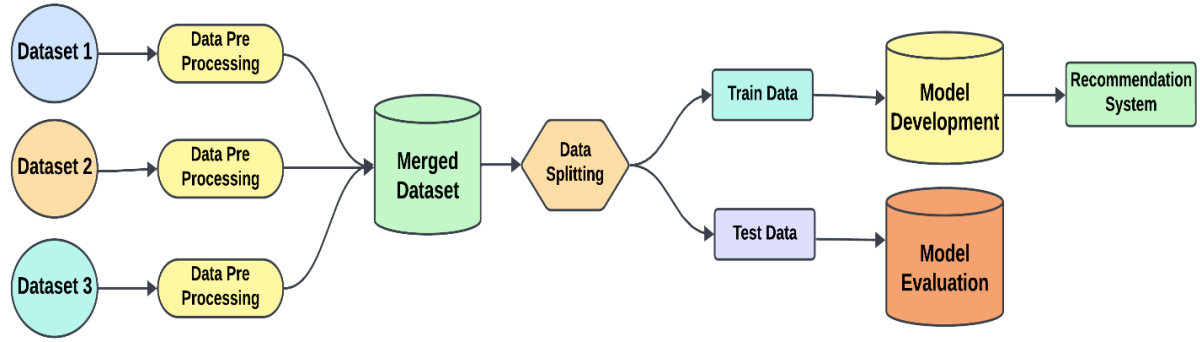 Dataset 1
Data Pre
Processing
Dataset 2
Data Pre
Processing
Dataset 3
Data Pre
Processing
Merged
Dataset
Data
Splitting
Train Data
Model
Development
Recommendation
System
Test Data
Model
Evaluation